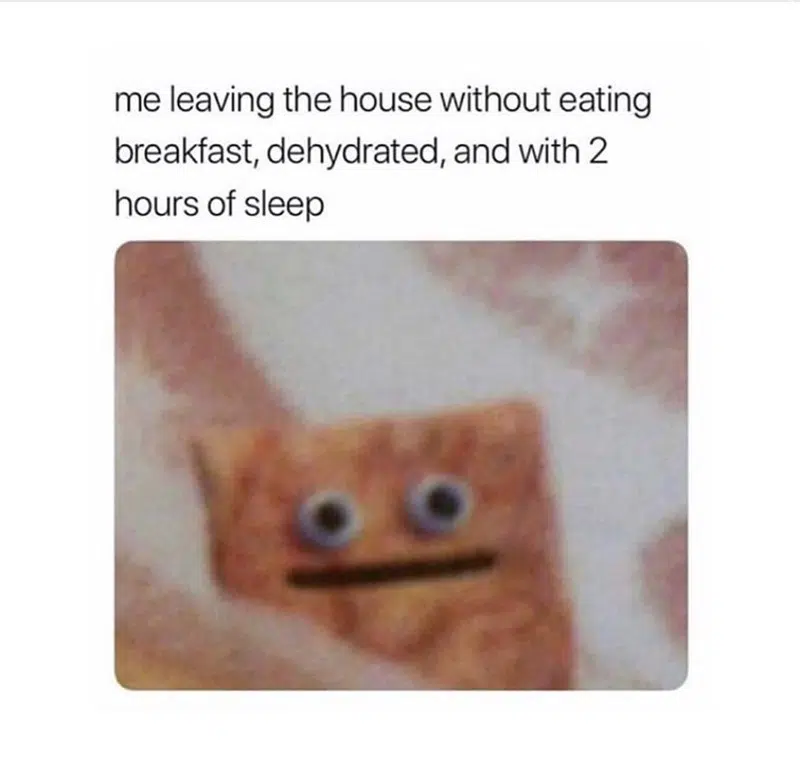 me leaving the house without eating
breakfast, dehydrated, and with 2
hours of sleep